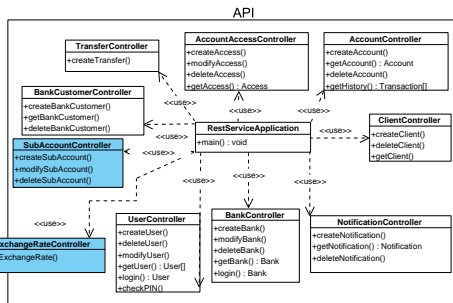 API
TransferController
+createTransfer()
AccountAccessController
+createAccess()
+modifyAccess()
+deleteAccess()
+getAccess() : Access
AccountController
+createAccount()
+getAccount() : Account
+deleteAccount()
+getHistory() : Transaction[]
BankCustomerController
+createBankCustomer()
+getBankCustomer()
+deleteBankCustomer()
<<use>>
<<use>>
<<use>>
<<use>>
RestServiceApplication
+main() : void
<<use>>
ClientController
+createClient()
+deleteClient()
+getClient()
SubAccountController
+createSubAccount()
+modifySubAccount()
+deleteSubAccount()
<<use>>
<<use>>
<<use>>
<<use>>
<<use>>
xchangeRateController
ExchangeRate()
UserController
+createUser()
+deleteUser()
+modifyUser()
+getUser() : User[]
+login() : User
+checkPIN()
BankController
+createBank()
+modifyBank()
+deleteBank()
+getBank() : Bank
+login() : Bank
NotificationController
+createNotification()
+getNotification() : Notification
+deleteNotification()